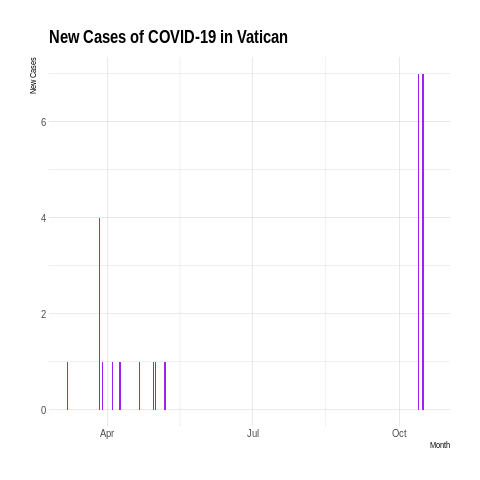 New Cases of COVID-19 in Vatican
New Cases
6
4
2
0
Apr Jul Oct
Month